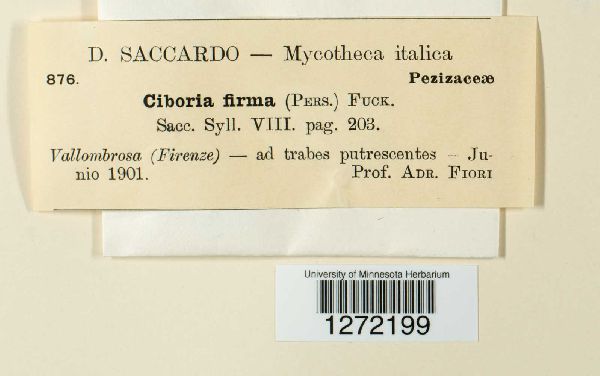 D. SACCARDO — Mycotheca italica
876. Pezizaceæ
Ciboria firma (PERS.) FUCK.
Sacc. Syll. VIII. pag. 203.
Vallombrosa (Firenze) — ad trabes putrescentes — Ju-
nio 1901. Prof. ADR. FIORI
University of Minnesota Herbarium
1272199